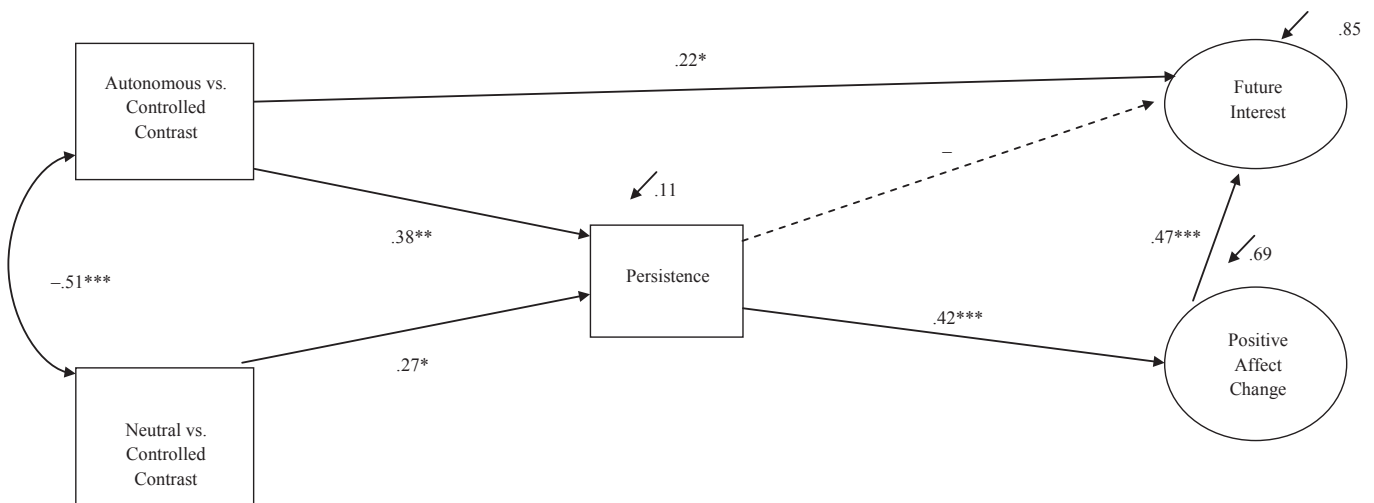 .85
.22*
Autonomous vs.
Controlled
Contrast
Future
Interest
–
.11
.38**
.47***
Persistence
.69
–.51***
.42***
Positive
Affect
Change
.27*
Neutral vs.
Controlled
Contrast